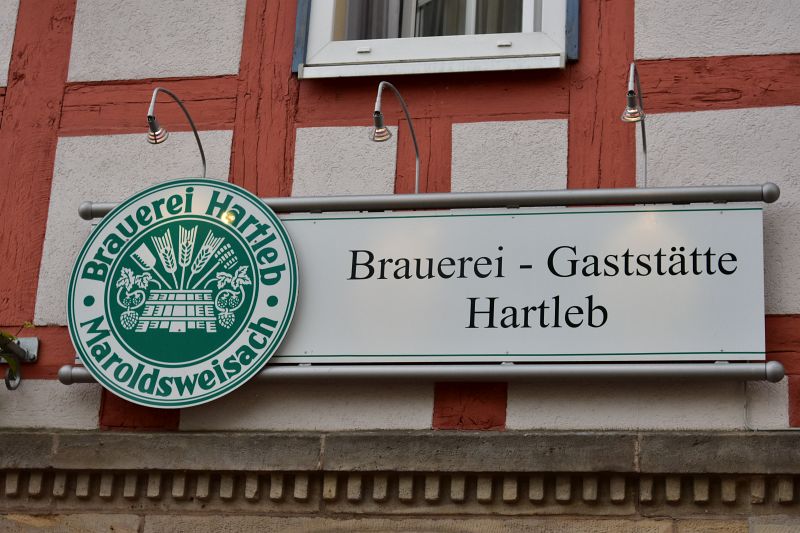 Brauerei Hartleb
Maroldsweisach
Brauerei - Gaststätte
Hartleb